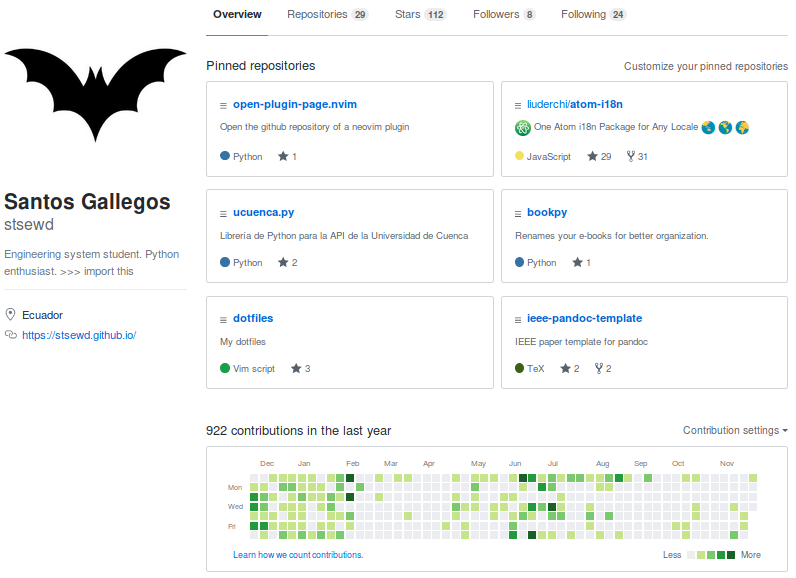 Overview Repositories 29 Stars 112 Followers 8 Following 24
Santos Gallegos
stsewd
Engineering system student. Python
enthusiast. >>> import this
Ecuador
https://stsewd.github.io/
Pinned repositories Customize your pinned repositories
open-plugin-page.nvim
Open the github repository of a neovim plugin
Python 1
liuderchi/atom-i18n
One Atom i18n Package for Any Locale
JavaScript 29 31
ucuenca.py
Librería de Python para la API de la Universidad de Cuenca
Python 2
bookpy
Renames your e-books for better organization.
Python 1
dotfiles
My dotfiles
Vim script 3
ieee-pandoc-template
IEEE paper template for pandoc
TeX 2 2
922 contributions in the last year Contribution settings
Dec Jan Feb Mar Apr May Jun Jul Aug Sep Oct Nov
Mon
Wed
Fri
Learn how we count contributions. Less More